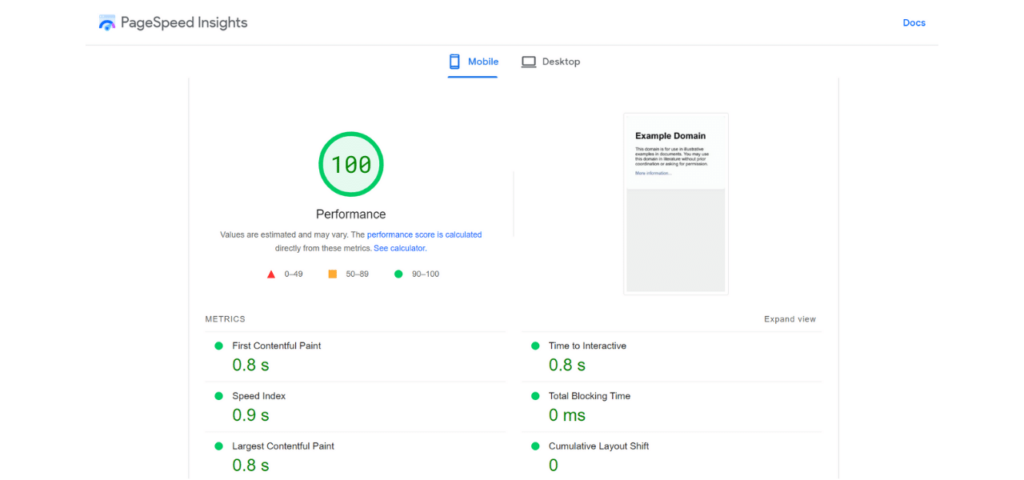 PageSpeed Insights
Docs
Mobile
Desktop
100
Performance
Values are estimated and may vary. The performance score is calculated
directly from these metrics. See calculator.
0–49
50–89
90–100
Example Domain
This domain is for use in illustrative
examples in documents. You may use
this domain in literature without prior
coordination or asking for permission.
More information...
METRICS
Expand view
First Contentful Paint
0.8 s
Time to Interactive
0.8 s
Speed Index
0.9 s
Total Blocking Time
0 ms
Largest Contentful Paint
0.8 s
Cumulative Layout Shift
0